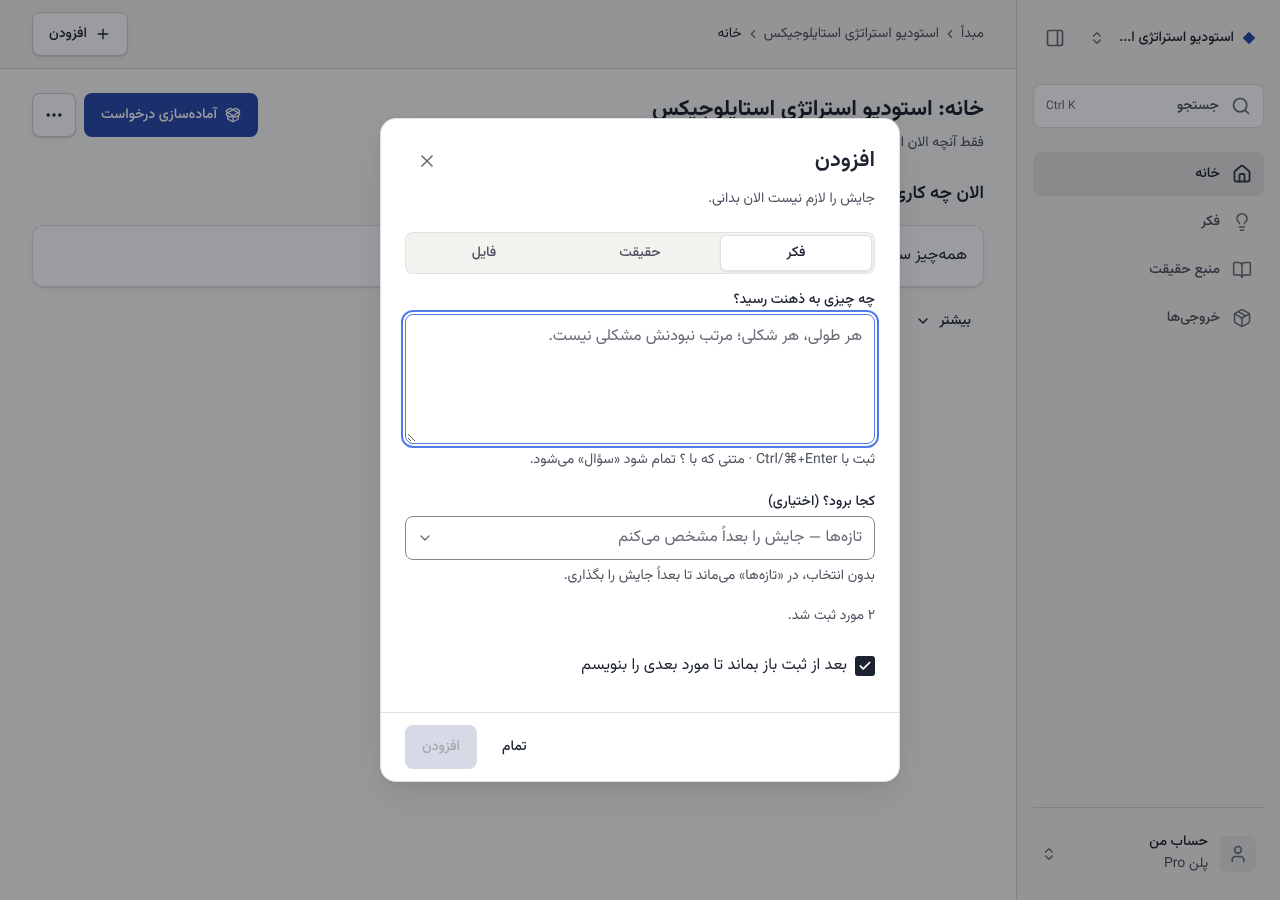 استودیو استراتژی ا...
جستجو
Ctrl K
خانه
فکر
منبع حقیقت
خروجی‌ها
حساب من
پلن Pro
مبدأ › استودیو استراتژی استایلوجیکس › خانه
افزودن
خانه: استودیو استراتژی استایلوجیکس
آماده‌سازی درخواست
فقط آنچه الان ا
الان چه کاری
همه‌چیز س
بیشتر
افزودن
جایش را لازم نیست الان بدانی.
فکر
حقیقت
فایل
چه چیزی به ذهنت رسید؟
هر طولی، هر شکلی؛ مرتب نبودنش مشکلی نیست.
ثبت با Ctrl/⌘+Enter · متنی که با ؟ تمام شود «سؤال» می‌شود.
کجا برود؟ (اختیاری)
تازه‌ها — جایش را بعداً مشخص می‌کنم
بدون انتخاب، در «تازه‌ها» می‌ماند تا بعداً جایش را بگذاری.
۲ مورد ثبت شد.
بعد از ثبت باز بماند تا مورد بعدی را بنویسم
تمام
افزودن